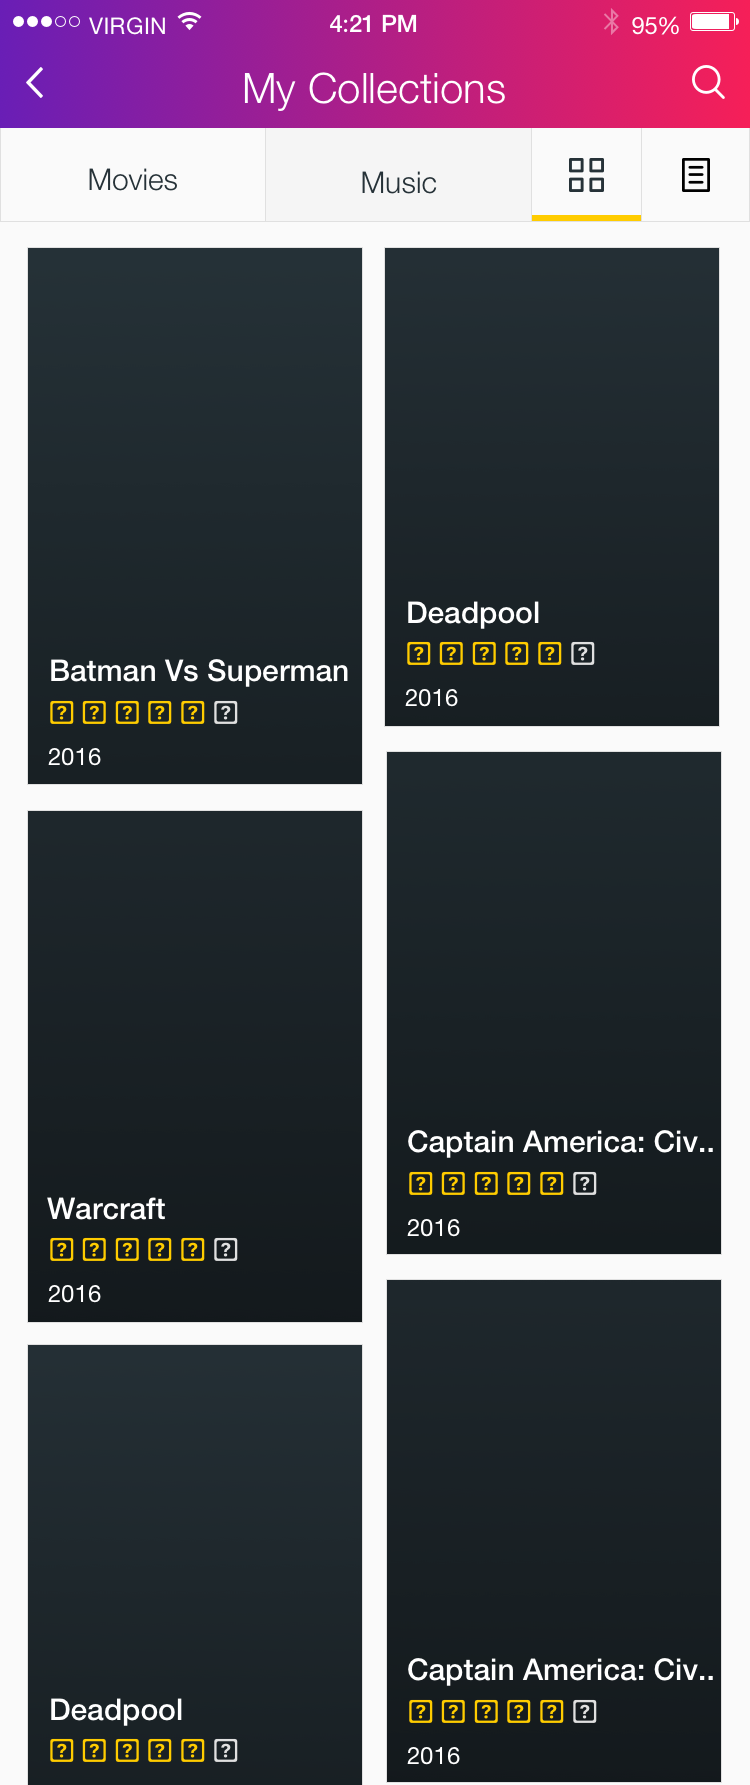 VIRGIN
4:21 PM
95%
My Collections
Movies
Music
Batman Vs Superman
2016
Deadpool
2016
Warcraft
2016
Captain America: Civ..
2016
Deadpool
Captain America: Civ..
2016